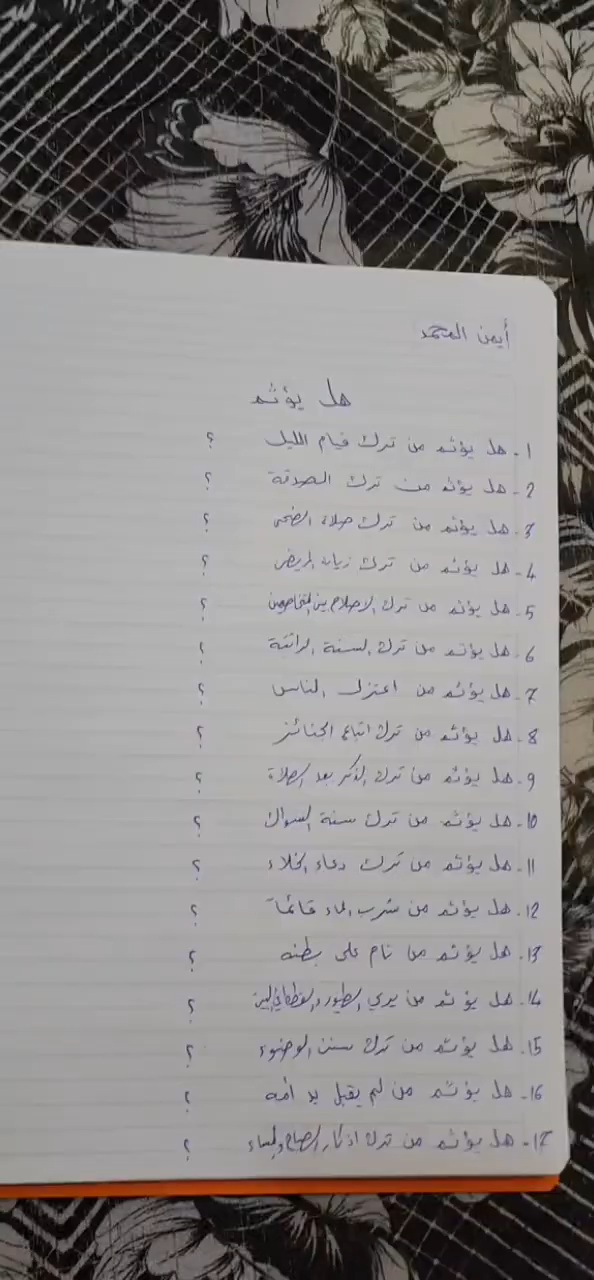 أيمن المحمد
هل يؤثم
1- هل يؤثم من ترك قيام الليل ؟
2- هل يؤثم من ترك الصدقة ؟
3- هل يؤثم من ترك صلاة الضحى ؟
4- هل يؤثم من ترك زيارة المريض ؟
5- هل يؤثم من ترك الاصلاح بين المتخاصمين ؟
6- هل يؤثم من ترك السنة الراتبة ؟
7- هل يؤثم من اعتزل الناس ؟
8- هل يؤثم من ترك اتباع الجنائز ؟
9- هل يؤثم من ترك الذكر بعد الصلاة ؟
10- هل يؤثم من ترك سنة السواك ؟
11- هل يؤثم من ترك دعاء الخلاء ؟
12- هل يؤثم من شرب الماء قائماً ؟
13- هل يؤثم من نام على بطنه ؟
14- هل يؤثم من يربي الطيور والقطط في البيت ؟
15- هل يؤثم من ترك سنن الوضوء ؟
16- هل يؤثم من لم يقبل يد أمه ؟
17- هل يؤثم من ترك اذكار الصباح والمساء ؟